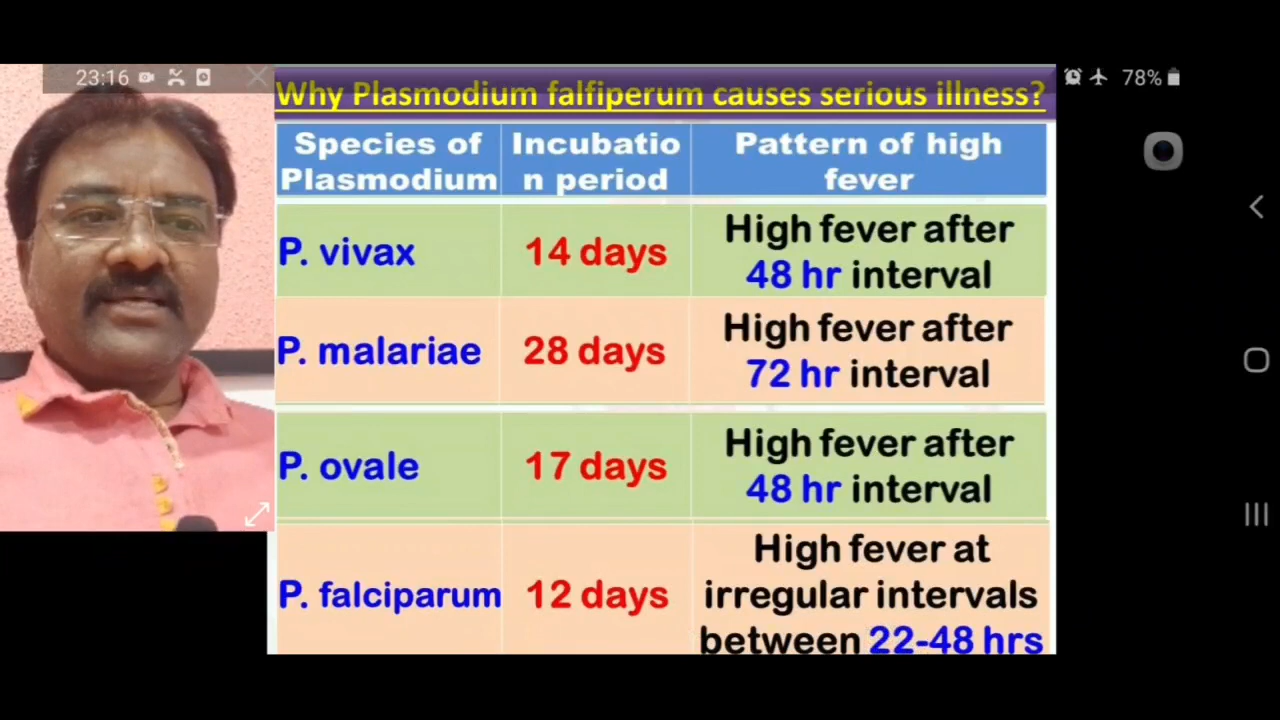 23:16
78%
Why Plasmodium falfiperum causes serious illness?
Species of
Plasmodium
Incubatio
n period
Pattern of high
fever
P. vivax
14 days
High fever after
48 hr interval
P. malariae
28 days
High fever after
72 hr interval
P. ovale
17 days
High fever after
48 hr interval
P. falciparum
12 days
High fever at
irregular intervals
between 22-48 hrs